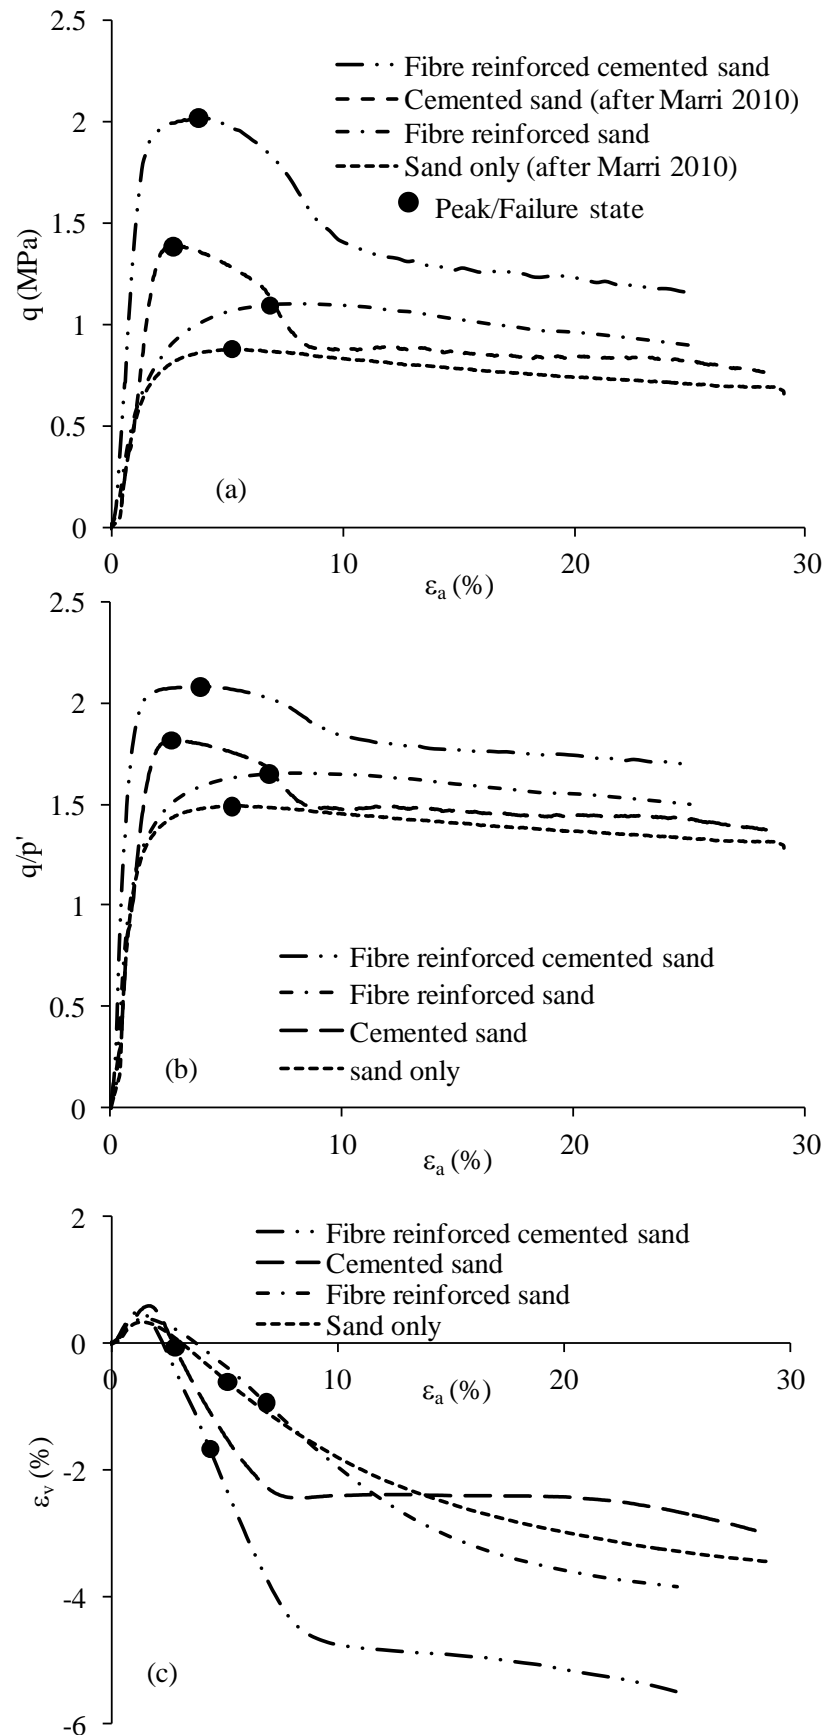 2.5
Fibre reinforced cemented sand
Cemented sand (after Marri 2010)
2
Fibre reinforced sand
Sand only (after Marri 2010)
Peak/Failure state
1.5
q (MPa)
1
0.5
(a)
0
0 10 20 30
εa (%)
2.5
2
1.5
q/p'
1
Fibre reinforced cemented sand
Fibre reinforced sand
0.5
Cemented sand
(b)
sand only
0
0 10 20 30
εa (%)
2
Fibre reinforced cemented sand
Cemented sand
Fibre reinforced sand
Sand only
0
0 10 20 30
εa (%)
-2
εv (%)
-4
(c)
-6